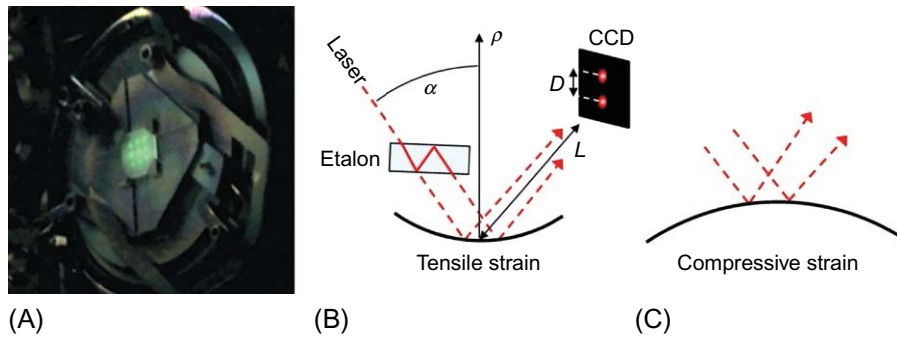 Laser
α
ρ
CCD
D
L
Etalon
Tensile strain
Compressive strain
(A)
(B)
(C)